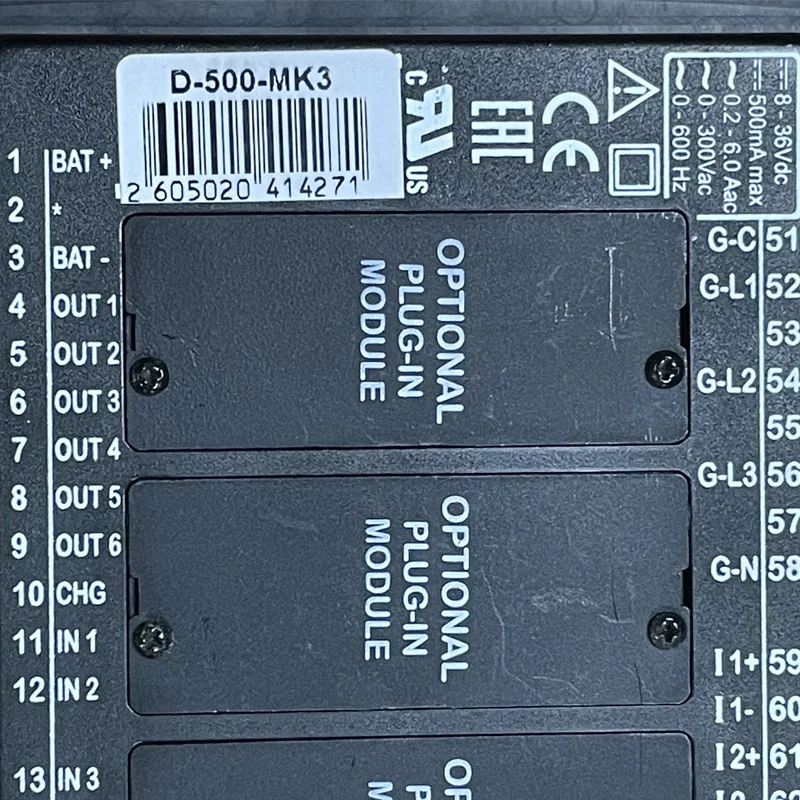 D-500-MK3
2 605020 414271
C
US
EAC
CE
8 - 36Vdc
500mA max
0.2 - 6.0 Aac
0 - 300Vac
0 - 600 Hz
1 BAT +
2 *
3 BAT -
4 OUT 1
5 OUT 2
6 OUT 3
7 OUT 4
8 OUT 5
9 OUT 6
10 CHG
11 IN 1
12 IN 2
13 IN 3
OPTIONAL
PLUG-IN
MODULE
OPTIONAL
PLUG-IN
MODULE
G-C 51
G-L1 52
53
G-L2 54
55
G-L3 56
57
G-N 58
I1+ 59
I1- 60
I2+ 61